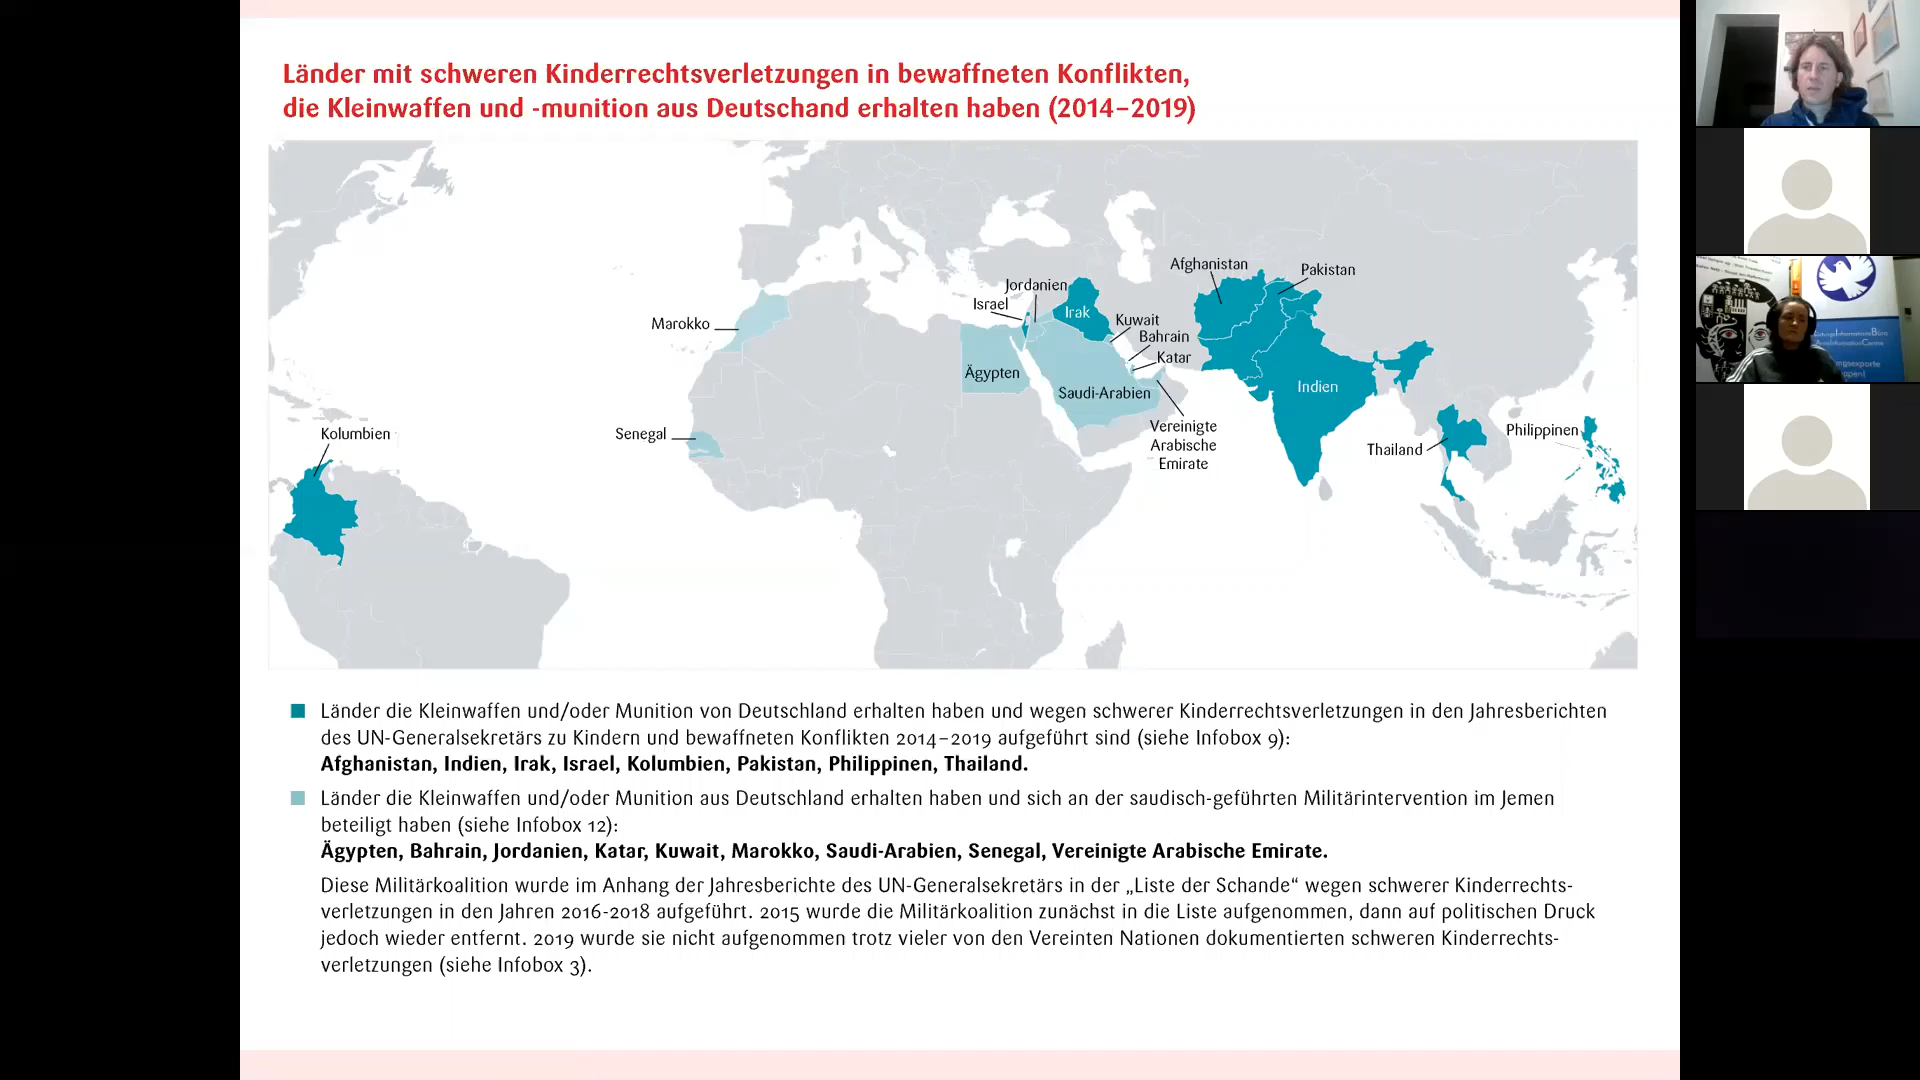 Länder mit schweren Kinderrechtsverletzungen in bewaffneten Konflikten,
die Kleinwaffen und -munition aus Deutschand erhalten haben (2014–2019)
Afghanistan
Pakistan
Jordanien
Israel
Irak
Kuwait
Marokko
Bahrain
Katar
Ägypten
Indien
Saudi-Arabien
Vereinigte
Arabische
Emirate
Kolumbien
Senegal
Philippinen
Thailand
Länder die Kleinwaffen und/oder Munition von Deutschland erhalten haben und wegen schwerer Kinderrechtsverletzungen in den Jahresberichten
des UN-Generalsekretärs zu Kindern und bewaffneten Konflikten 2014–2019 aufgeführt sind (siehe Infobox 9):
Afghanistan, Indien, Irak, Israel, Kolumbien, Pakistan, Philippinen, Thailand.
Länder die Kleinwaffen und/oder Munition aus Deutschland erhalten haben und sich an der saudisch-geführten Militärintervention im Jemen
beteiligt haben (siehe Infobox 12):
Ägypten, Bahrain, Jordanien, Katar, Kuwait, Marokko, Saudi-Arabien, Senegal, Vereinigte Arabische Emirate.
Diese Militärkoalition wurde im Anhang der Jahresberichte des UN-Generalsekretärs in der „Liste der Schande“ wegen schwerer Kinderrechts-
verletzungen in den Jahren 2016-2018 aufgeführt. 2015 wurde die Militärkoalition zunächst in die Liste aufgenommen, dann auf politischen Druck
jedoch wieder entfernt. 2019 wurde sie nicht aufgenommen trotz vieler von den Vereinten Nationen dokumentierten schweren Kinderrechts-
verletzungen (siehe Infobox 3).